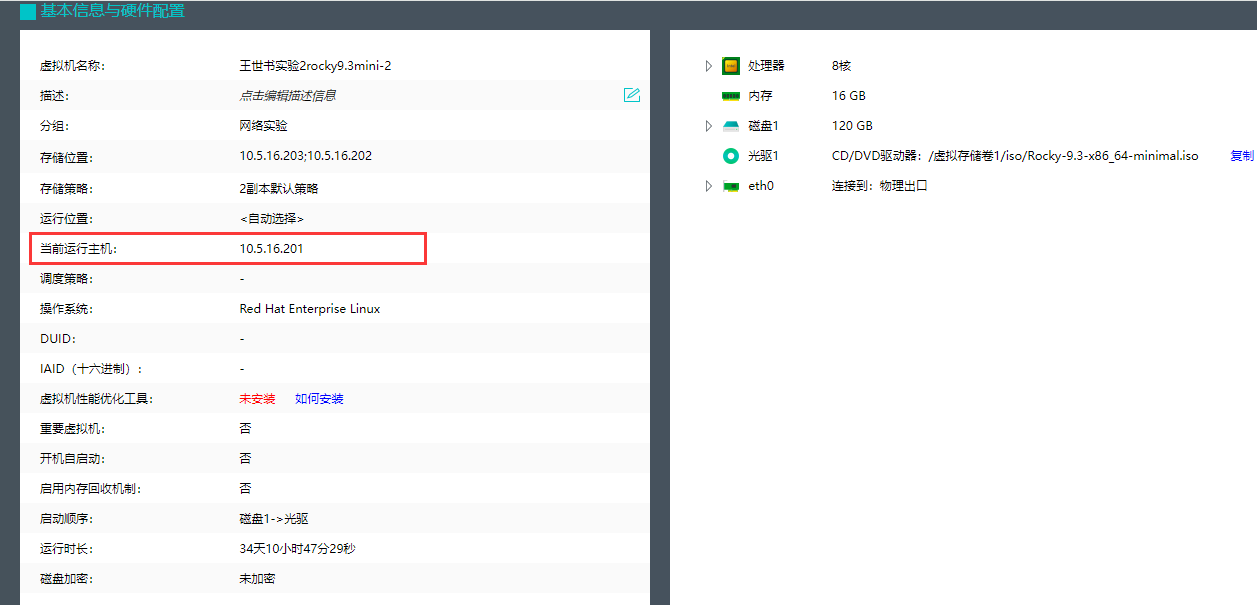 基本信息与硬件配置
虚拟机名称: 王世书实验2rocky9.3mini-2
描述: 点击编辑描述信息
分组: 网络实验
存储位置: 10.5.16.203;10.5.16.202
存储策略: 2副本默认策略
运行位置: <自动选择>
当前运行主机: 10.5.16.201
调度策略: -
操作系统: Red Hat Enterprise Linux
DUID: -
IAID（十六进制）: -
虚拟机性能优化工具: 未安装 如何安装
重要虚拟机: 否
开机自启动: 否
启用内存回收机制: 否
启动顺序: 磁盘1->光驱
运行时长: 34天10小时47分29秒
磁盘加密: 未加密
处理器 8核
内存 16 GB
磁盘1 120 GB
光驱1 CD/DVD驱动器: /虚拟存储卷1/iso/Rocky-9.3-x86_64-minimal.iso 复制
eth0 连接到: 物理出口